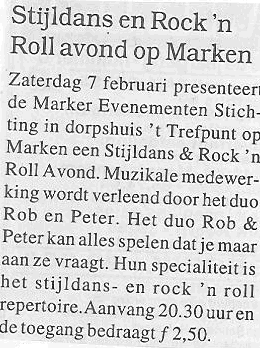 Stijldans en Rock 'n
Roll avond op Marken
Zaterdag 7 februari presenteert
de Marker Evenementen Stich-
ting in dorpshuis 't Trefpunt op
Marken een Stijldans & Rock 'n
Roll Avond. Muzikale medewer-
king wordt verleend door het duo
Rob en Peter. Het duo Rob &
Peter kan alles spelen dat je maar
aan ze vraagt. Hun specialiteit is
het stijldans- en rock 'n roll
repertoire. Aanvang 20.30 uur en
de toegang bedraagt ƒ 2,50.